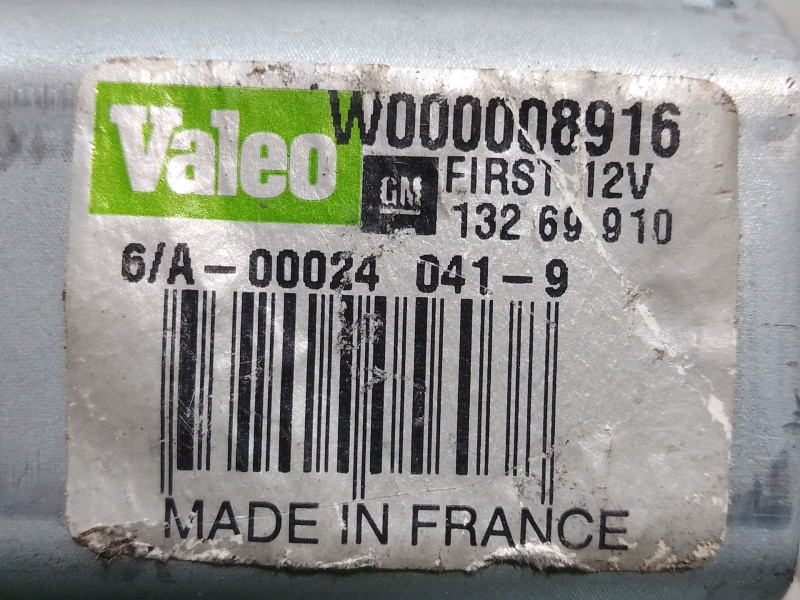 Valeo
W000008916
GM
FIRST 12V
132 69 910
6/A-00024 041-9
MADE IN FRANCE